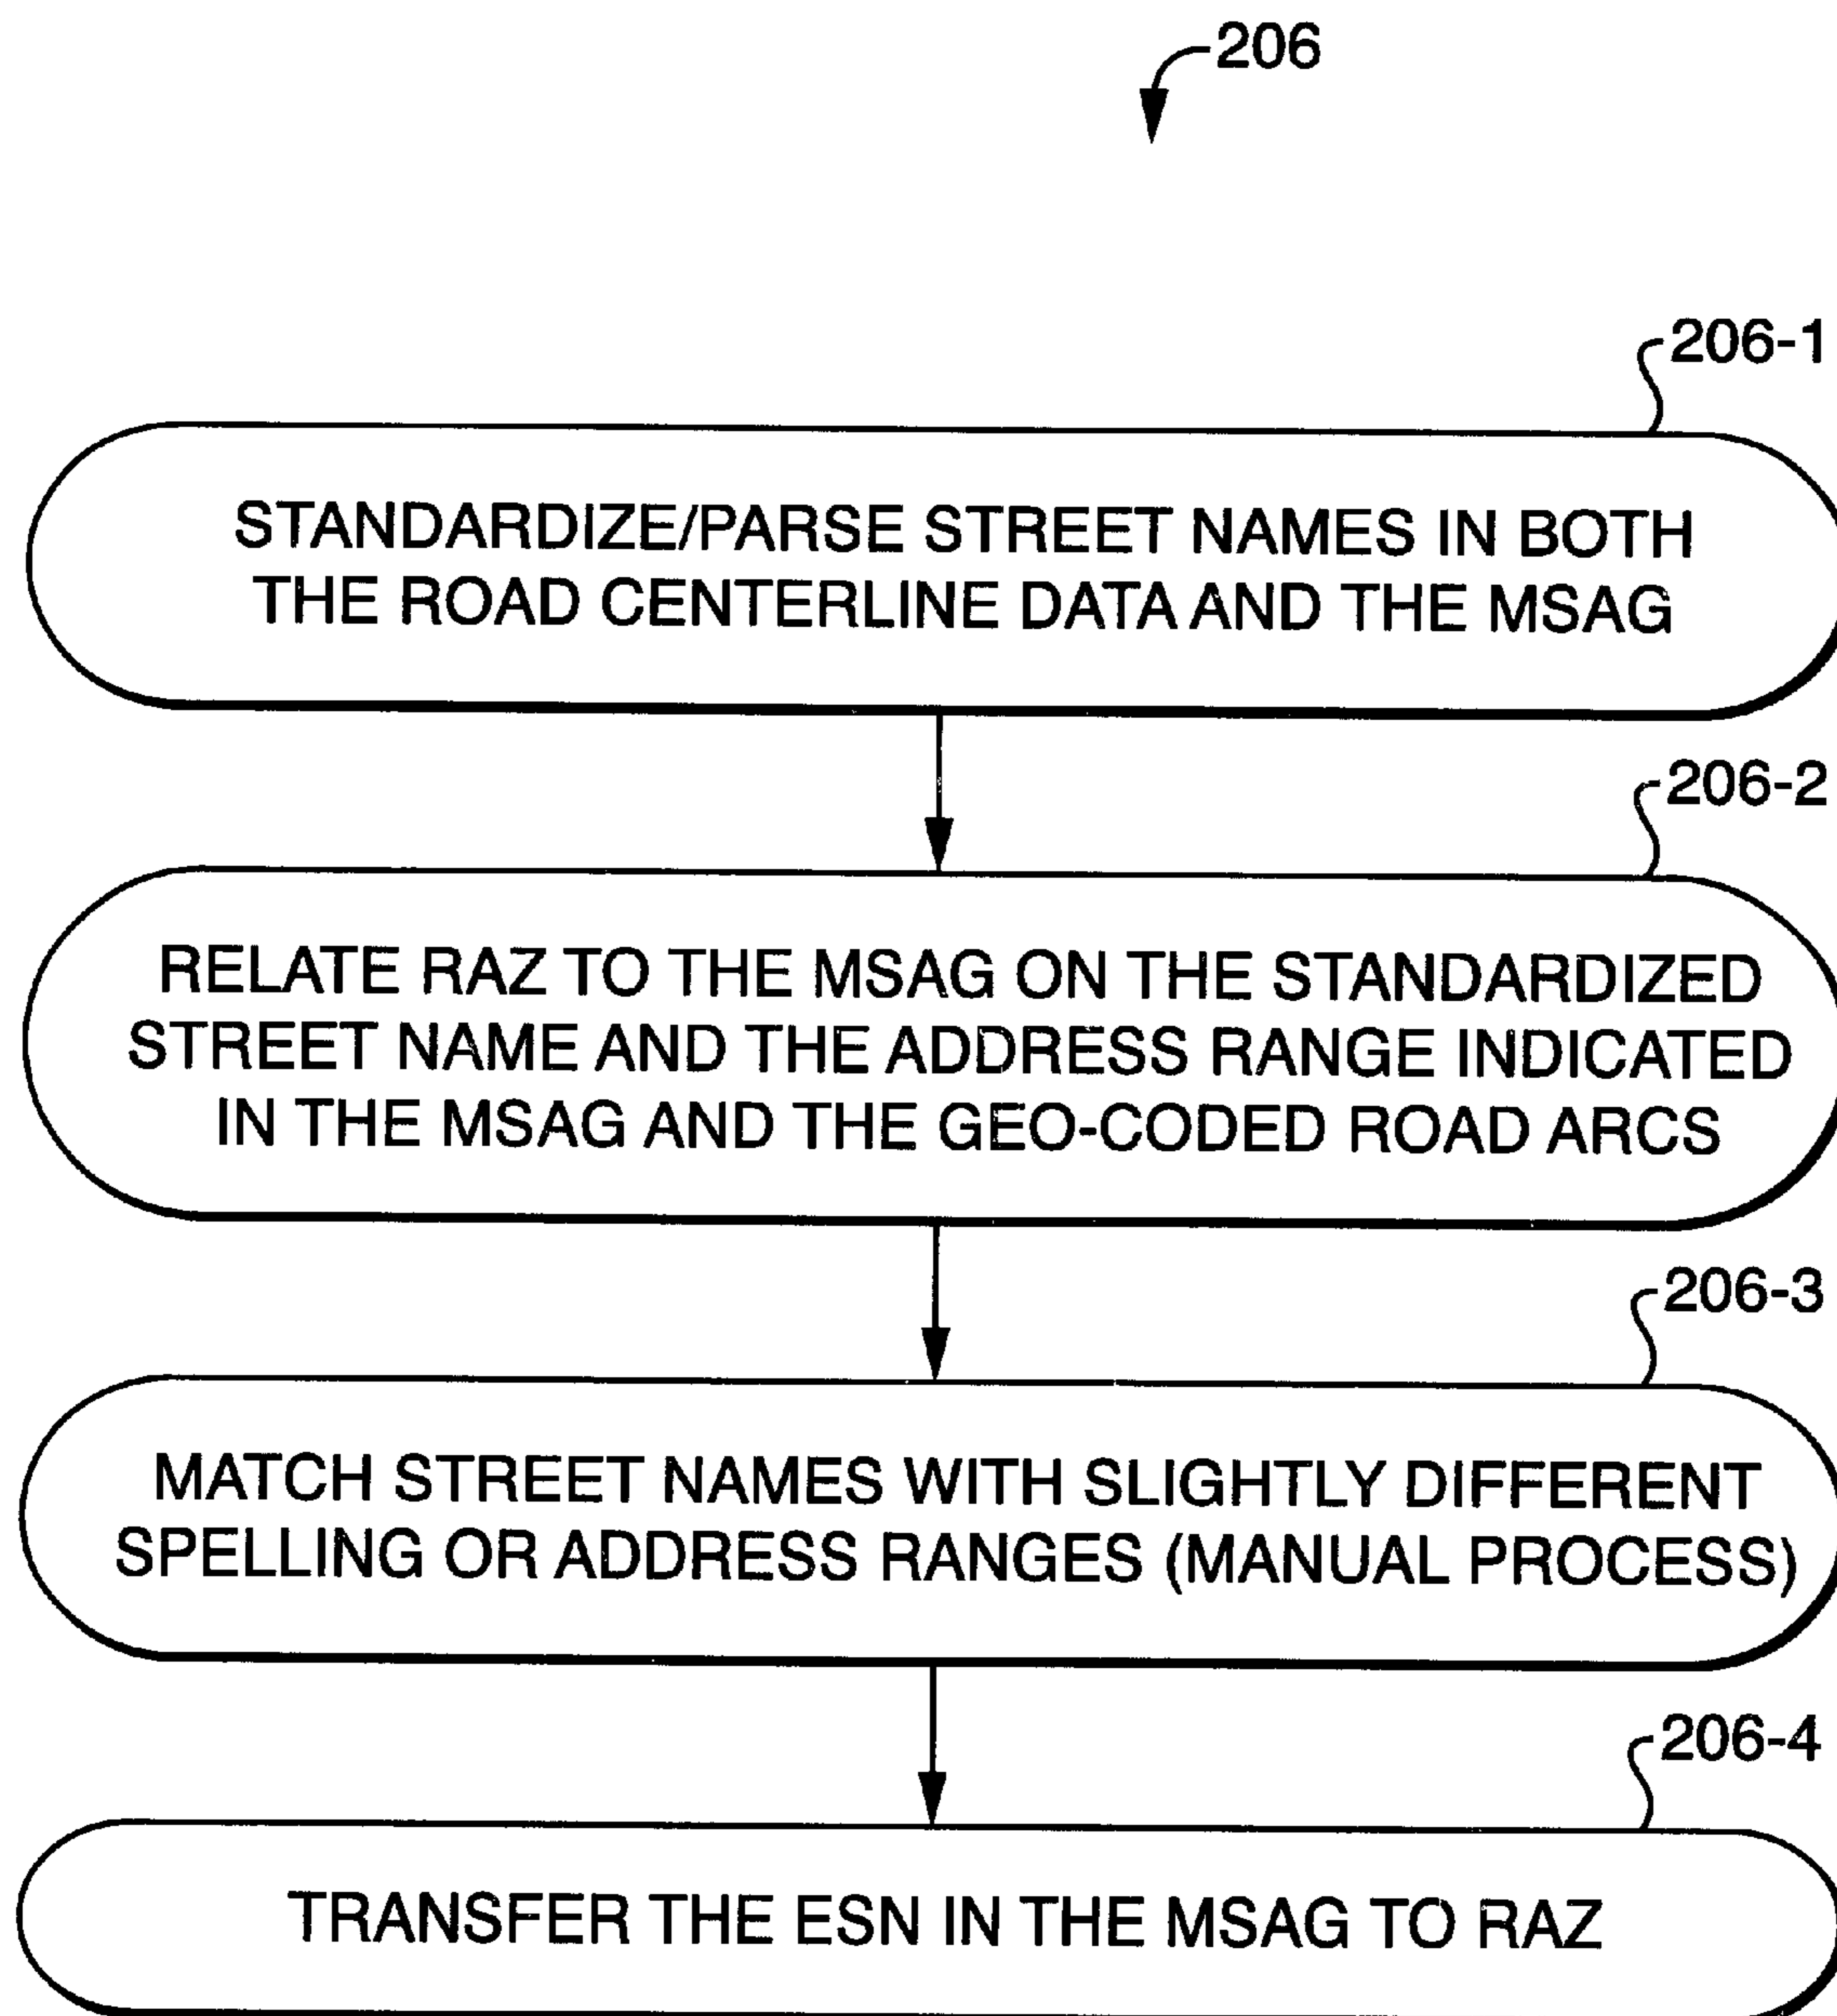 206
206-1
STANDARDIZE/PARSE STREET NAMES IN BOTH
THE ROAD CENTERLINE DATA AND THE MSAG
206-2
RELATE RAZ TO THE MSAG ON THE STANDARDIZED
STREET NAME AND THE ADDRESS RANGE INDICATED
IN THE MSAG AND THE GEO-CODED ROAD ARCS
206-3
MATCH STREET NAMES WITH SLIGHTLY DIFFERENT
SPELLING OR ADDRESS RANGES (MANUAL PROCESS)
206-4
TRANSFER THE ESN IN THE MSAG TO RAZ